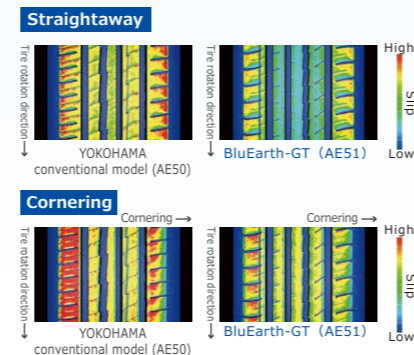 Straightaway
Tire rotation direction→
YOKOHAMA
conventional model (AE50)
Tire rotation direction→
BluEarth-GT（AE51）
High
Slip
Low
Cornering
Cornering →
Tire rotation direction→
YOKOHAMA
conventional model (AE50)
Cornering →
Tire rotation direction→
BluEarth-GT（AE51）
High
Slip
Low